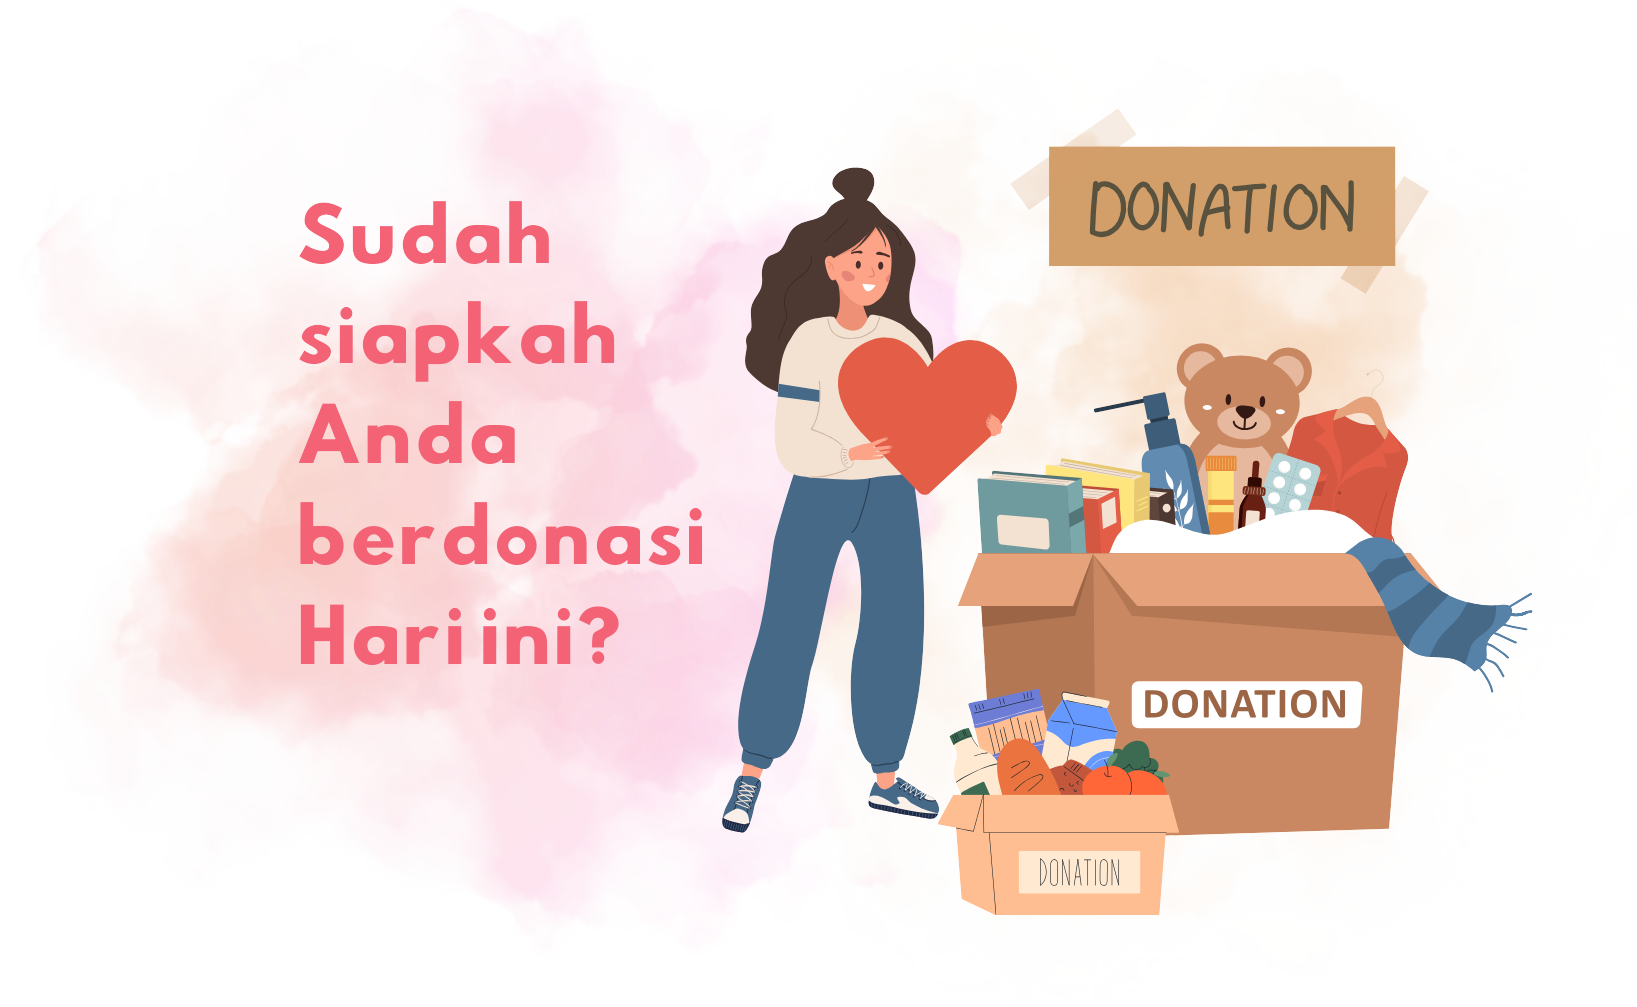 Sudah
siapkah
Anda
berdonasi
Hari ini?
DONATION
DONATION
DONATION